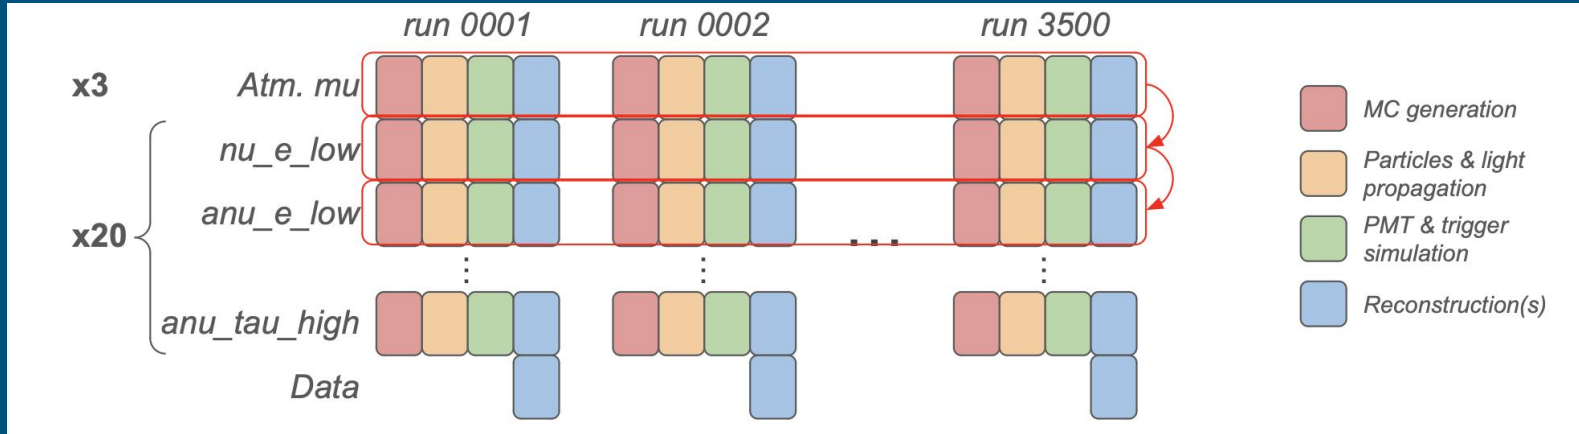 run 0001 run 0002 run 3500
x3 Atm. mu
nu_e_low
anu_e_low
x20
...
anu_tau_high
Data
MC generation
Particles & light
propagation
PMT & trigger
simulation
Reconstruction(s)